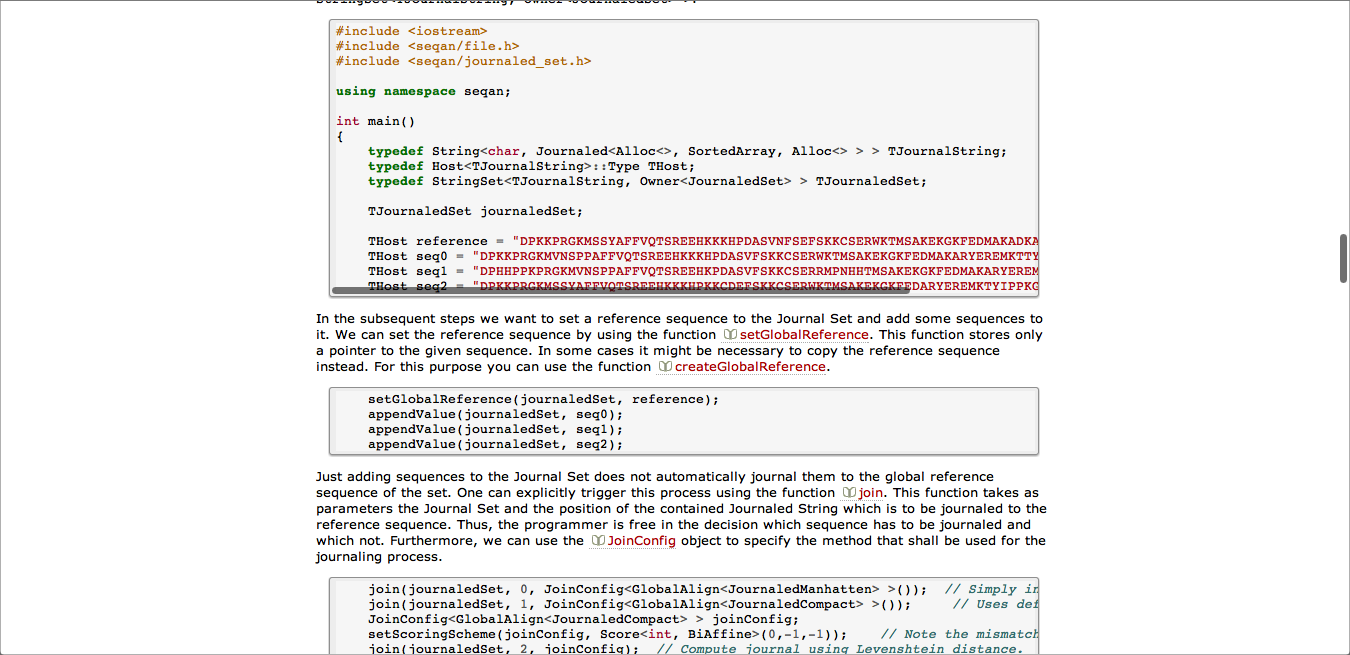 #include <iostream>
#include <seqan/file.h>
#include <seqan/journaled_set.h>
using namespace seqan;
int main()
{
typedef String<char, Journaled<Alloc<>, SortedArray, Alloc<> > > TJournalString;
typedef Host<TJournalString>::Type THost;
typedef StringSet<TJournalString, Owner<JournaledSet> > TJournaledSet;
TJournaledSet journaledSet;
THost reference = "DPKKPRGKMSSYAFFVQTSREEHKKKHPDASVNFSEFSKKCSERWKTMSAKEKGKFEDMAKADKA
THost seq0 = "DPKKPRGKMVNSPPAFFVQTSREEHKKKHPDASVFSKKCSERWKTMSAKEKGKFEDMAKARYEREMKTTY
THost seq1 = "DPHHPPKPRGKMVNSPPAFFVQTSREEHKPDASVFSKKCSERRMPNHHTMSAKEKGKFEDMAKARYEREM
THost seq2 = "DPKKPRGKMSSYAFFVQTSREEHKKKHPKKCDEFSKKCSERWKTMSAKEKGKFEDARYEREMKTYIPPKG
In the subsequent steps we want to set a reference sequence to the Journal Set and add some sequences to
it. We can set the reference sequence by using the function setGlobalReference. This function stores only
a pointer to the given sequence. In some cases it might be necessary to copy the reference sequence
instead. For this purpose you can use the function createGlobalReference.
setGlobalReference(journaledSet, reference);
appendValue(journaledSet, seq0);
appendValue(journaledSet, seq1);
appendValue(journaledSet, seq2);
Just adding sequences to the Journal Set does not automatically journal them to the global reference
sequence of the set. One can explicitly trigger this process using the function join. This function takes as
parameters the Journal Set and the position of the contained Journaled String which is to be journaled to the
reference sequence. Thus, the programmer is free in the decision which sequence has to be journaled and
which not. Furthermore, we can use the JoinConfig object to specify the method that shall be used for the
journaling process.
join(journaledSet, 0, JoinConfig<GlobalAlign<JournaledManhatten> >()); // Simply in
join(journaledSet, 1, JoinConfig<GlobalAlign<JournaledCompact> >()); // Uses def
JoinConfig<GlobalAlign<JournaledCompact> > joinConfig;
setScoringScheme(joinConfig, Score<int, BiAffine>(0,-1,-1)); // Note the mismatch
join(journaledSet, 2, joinConfig); // Compute journal using Levenshtein distance.